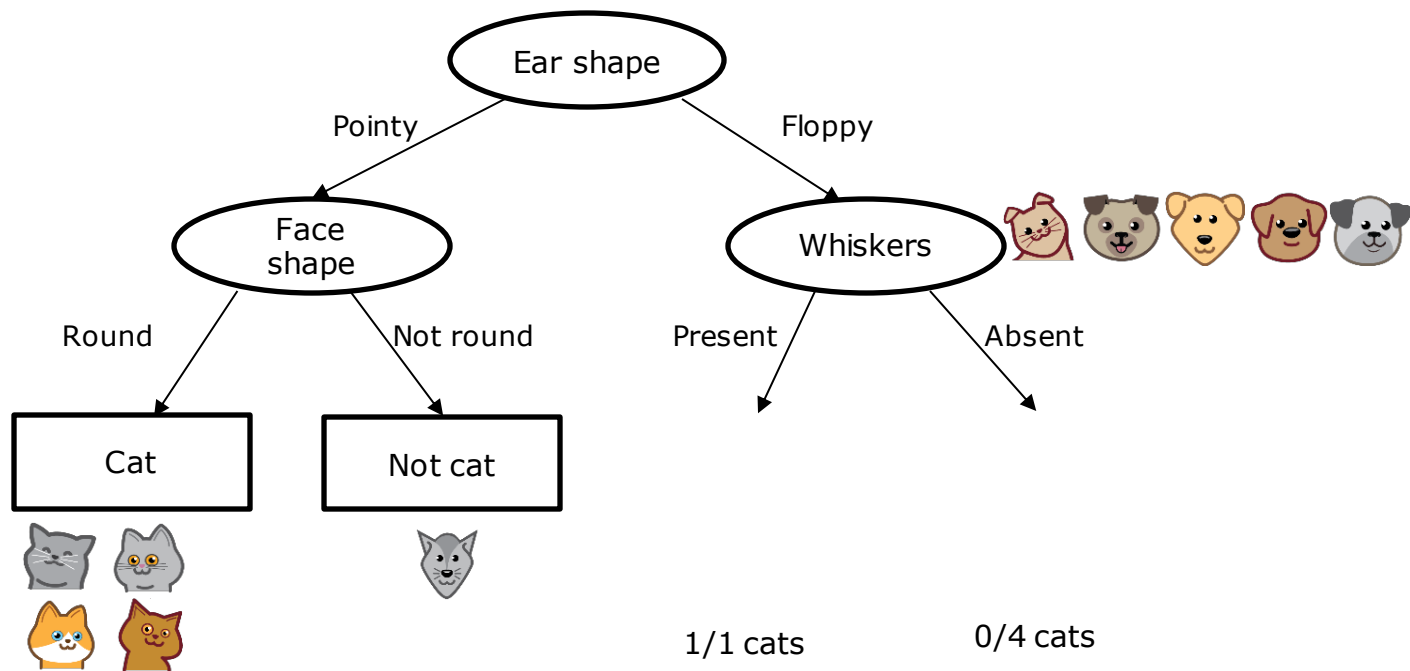 Ear shape
Pointy
Floppy
Face
shape
Whiskers
Round
Not round
Present
Absent
Cat
Not cat
1/1 cats
0/4 cats